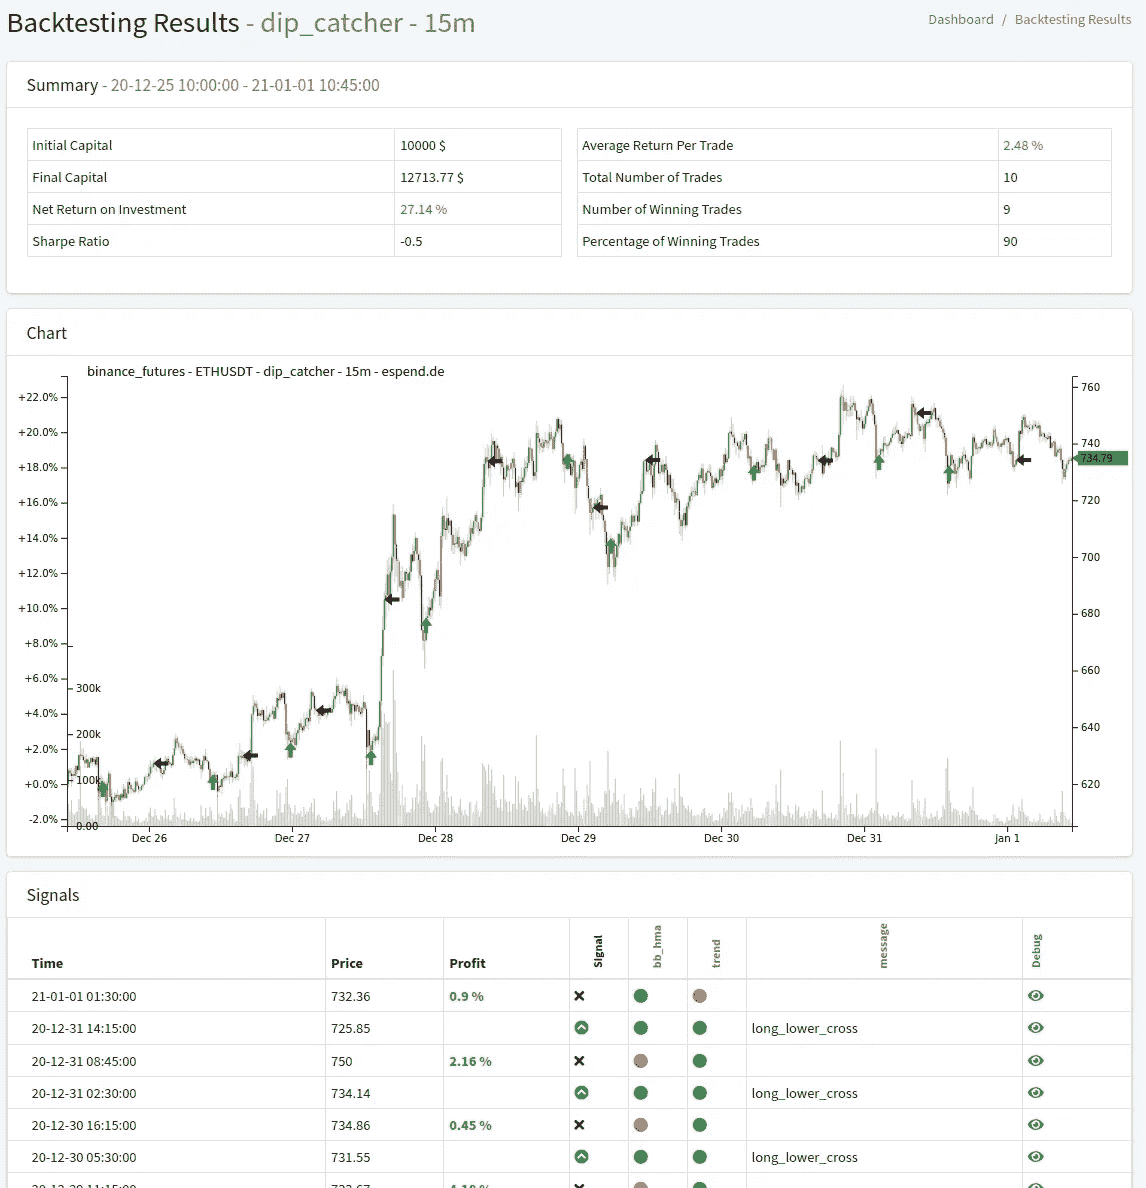 Backtesting Results - dip_catcher - 15m
Dashboard / Backtesting Results
Summary - 20-12-25 10:00:00 - 21-01-01 10:45:00
Initial Capital 10000 $
Final Capital 12713.77 $
Net Return on Investment 27.14 %
Sharpe Ratio -0.5
Average Return Per Trade 2.48 %
Total Number of Trades 10
Number of Winning Trades 9
Percentage of Winning Trades 90
Chart
binance_futures - ETHUSDT - dip_catcher - 15m - espend.de
+22.0%
+20.0%
+18.0%
+16.0%
+14.0%
+12.0%
+10.0%
+8.0%
+6.0%
+4.0%
+2.0%
+0.0%
-2.0%
300k
200k
100k
0.00
760
740
734.79
720
700
680
660
640
620
Dec 26 Dec 27 Dec 28 Dec 29 Dec 30 Dec 31 Jan 1
Signals
Time Price Profit Signal bb_hma trend message Debug
21-01-01 01:30:00 732.36 0.9 %
20-12-31 14:15:00 725.85 long_lower_cross
20-12-31 08:45:00 750 2.16 %
20-12-31 02:30:00 734.14 long_lower_cross
20-12-30 16:15:00 734.86 0.45 %
20-12-30 05:30:00 731.55 long_lower_cross